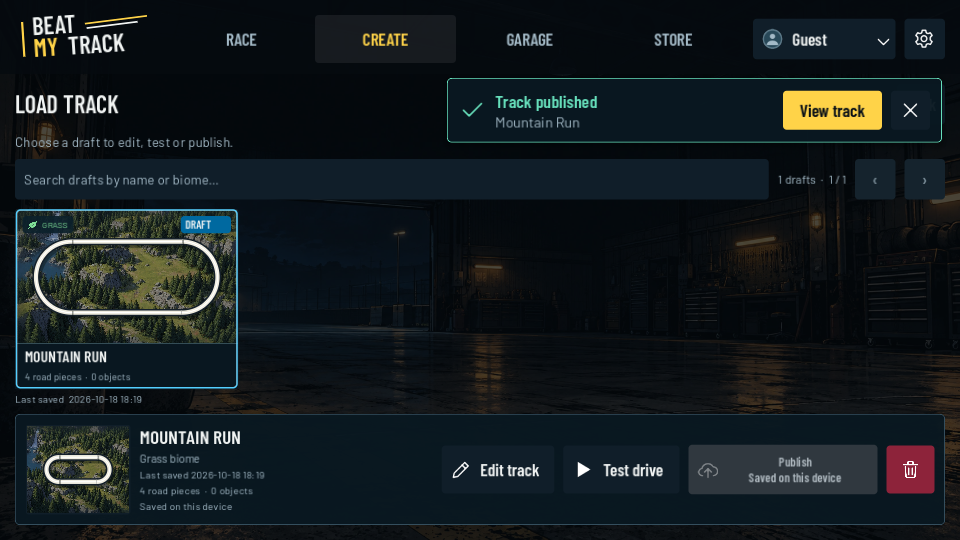 BEAT
MY TRACK
RACE
CREATE
GARAGE
STORE
Guest
LOAD TRACK
Choose a draft to edit, test or publish.
Track published
Mountain Run
View track
Search drafts by name or biome...
1 drafts · 1 / 1
‹
›
GRASS
DRAFT
MOUNTAIN RUN
4 road pieces · 0 objects
Last saved 2026-10-18 18:19
MOUNTAIN RUN
Grass biome
Last saved 2026-10-18 18:19
4 road pieces · 0 objects
Saved on this device
Edit track
Test drive
Publish
Saved on this device